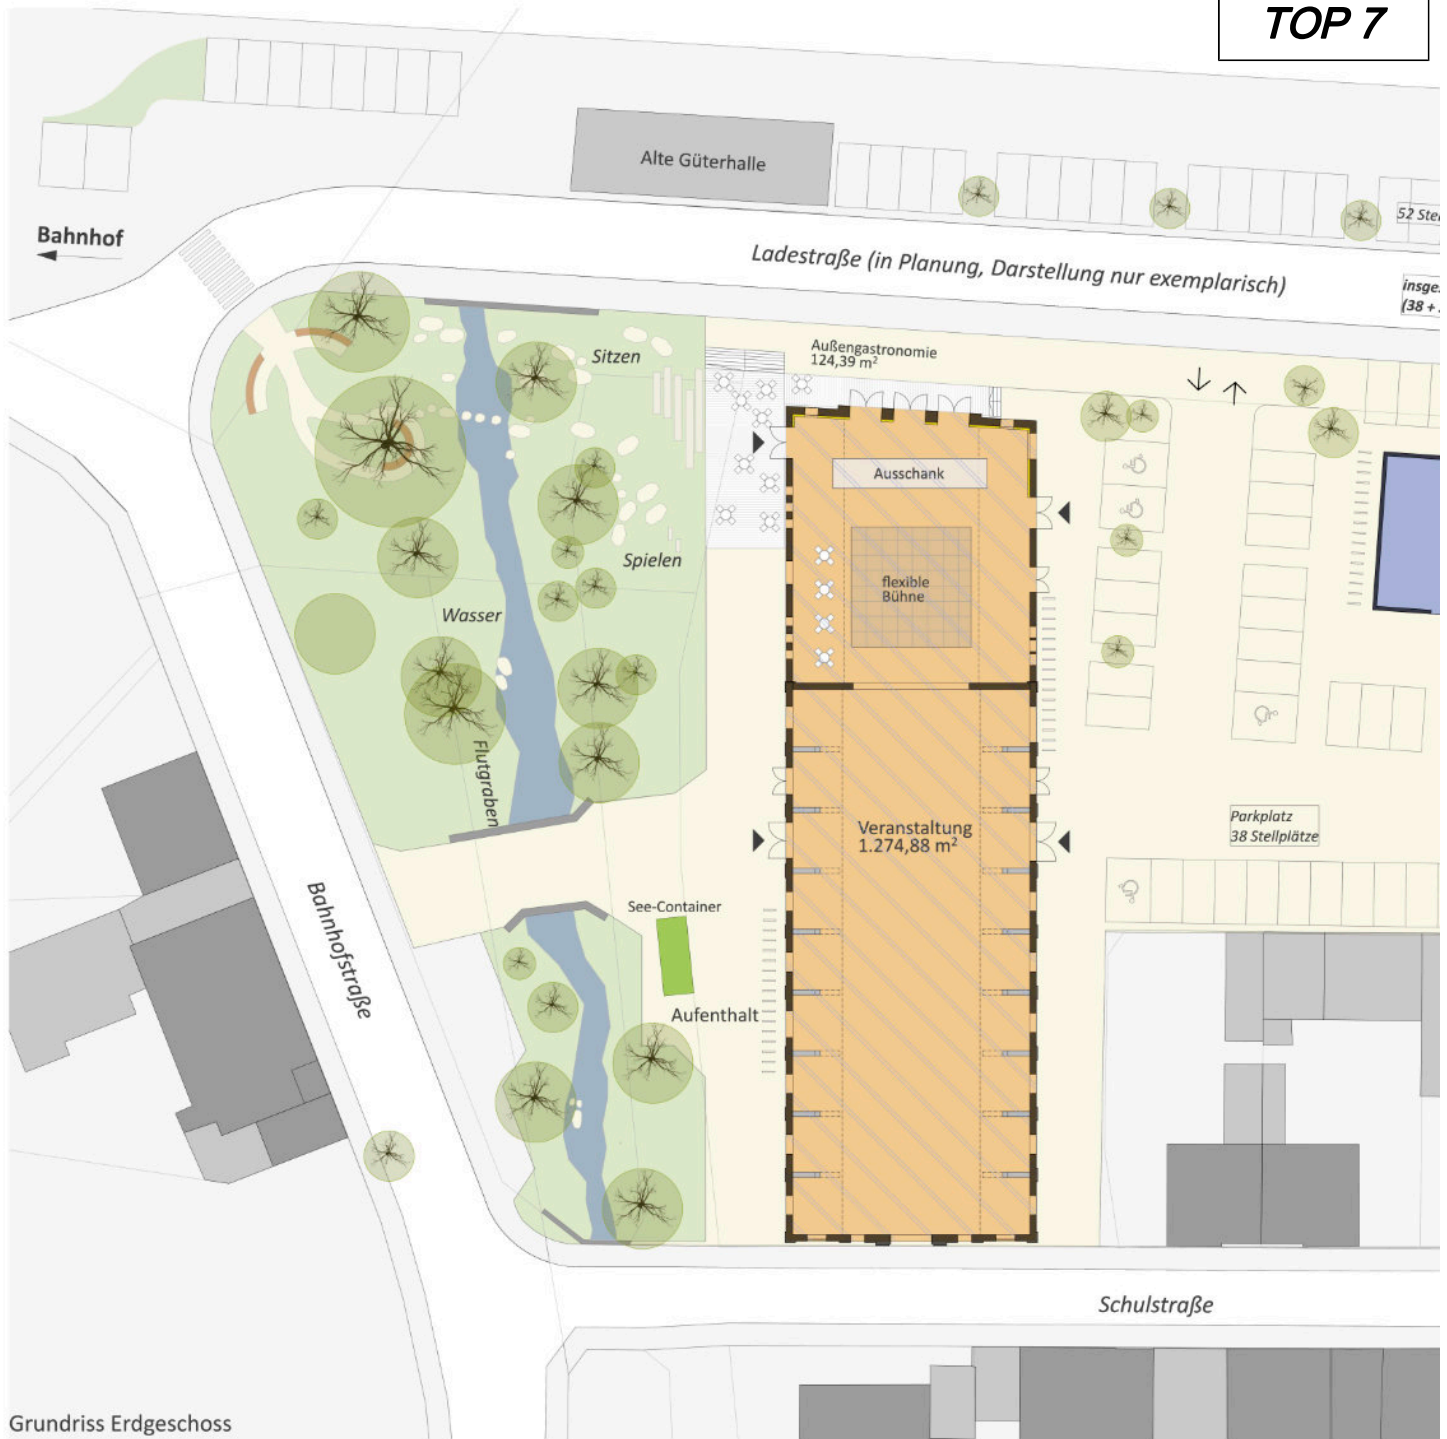 TOP 7
Alte Güterhalle
Bahnhof
52
Ladestraße (in Planung, Darstellung nur exemplarisch)
(38 +
Außengastronomie
124,39 m²
Sitzen
Ausschank
Spielen
flexible
Bühne
Wasser
Flutgraben
Veranstaltung
1.274,88 m²
Parkplatz
38 Stellplätze
See-Container
Bahnhofstraße
Aufenthalt
Schulstraße
Grundriss Erdgeschoss